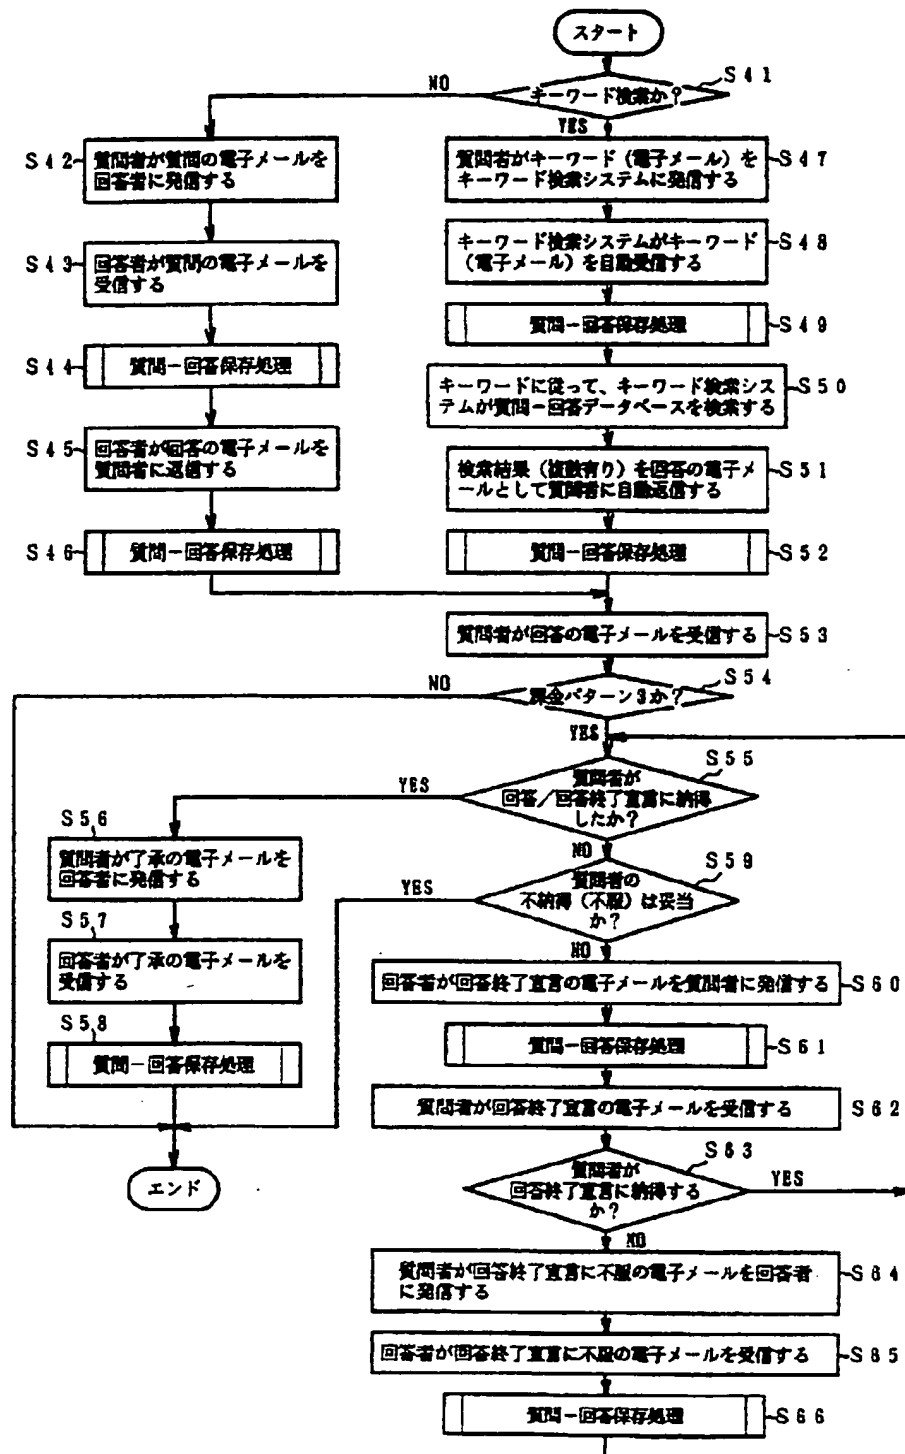 スタート
S41
キーワード検索か?
NO
YES
S42
質問者が質問の電子メールを
回答者に発信する
S43
回答者が質問の電子メールを
受信する
S44
質問-回答保存処理
S45
回答者が回答の電子メールを
質問者に返信する
S46
質問-回答保存処理
質問者がキーワード(電子メール)を
キーワード検索システムに発信する
S47
キーワード検索システムがキーワード
(電子メール)を自動受信する
S48
質問-回答保存処理
S49
キーワードに従って、キーワード検索シス
テムが質問-回答データベースを検索する
S50
検索結果(複数有り)を回答の電子メ
ールとして質問者に自動返信する
S51
質問-回答保存処理
S52
質問者が回答の電子メールを受信する
S53
S54
課金パターン3か?
NO
YES
S55
質問者が
回答/回答終了宣言に納得
したか?
YES
NO
S56
質問者が了承の電子メールを
回答者に発信する
S57
回答者が了承の電子メールを
受信する
S58
質問-回答保存処理
エンド
S59
質問者の
不納得(不服)は妥当
か?
YES
NO
回答者が回答終了宣言の電子メールを質問者に発信する
S60
質問-回答保存処理
S61
質問者が回答終了宣言の電子メールを受信する
S62
S63
質問者が
回答終了宣言に納得する
か?
YES
NO
質問者が回答終了宣言に不服の電子メールを回答者
に発信する
S64
回答者が回答終了宣言に不服の電子メールを受信する
S65
質問-回答保存処理
S66